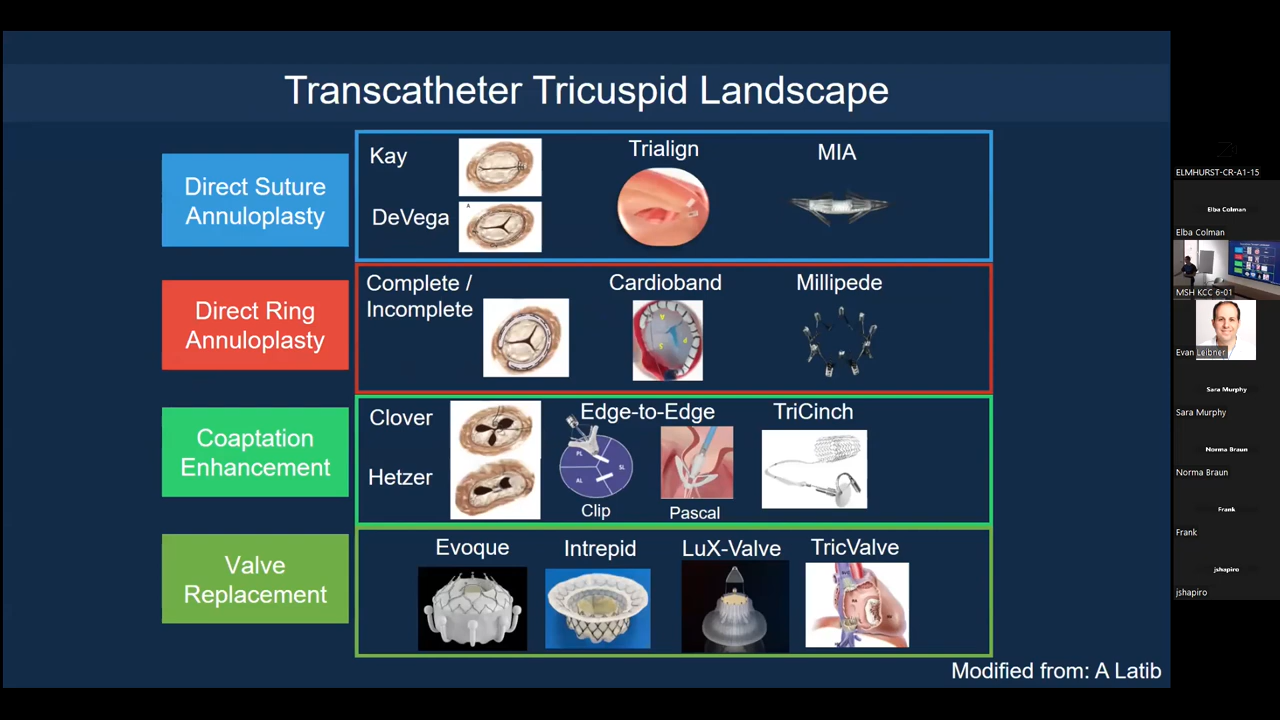 Transcatheter Tricuspid Landscape
Direct Suture
Annuloplasty
Kay
DeVega
A
Trialign
MIA
Direct Ring
Annuloplasty
Complete /
Incomplete
Cardioband
Millipede
Coaptation
Enhancement
Clover
Hetzer
Edge-to-Edge
PL
SL
AL
Clip
Pascal
TriCinch
Valve
Replacement
Evoque
Intrepid
LuX-Valve
TricValve
Modified from: A Latib
ELMHURST-CR-A1-15
Elba Colman
Elba Colman
MSH KCC 6-01
Evan Leibner
Sara Murphy
Sara Murphy
Norma Braun
Norma Braun
Frank
Frank
jshapiro
jshapiro